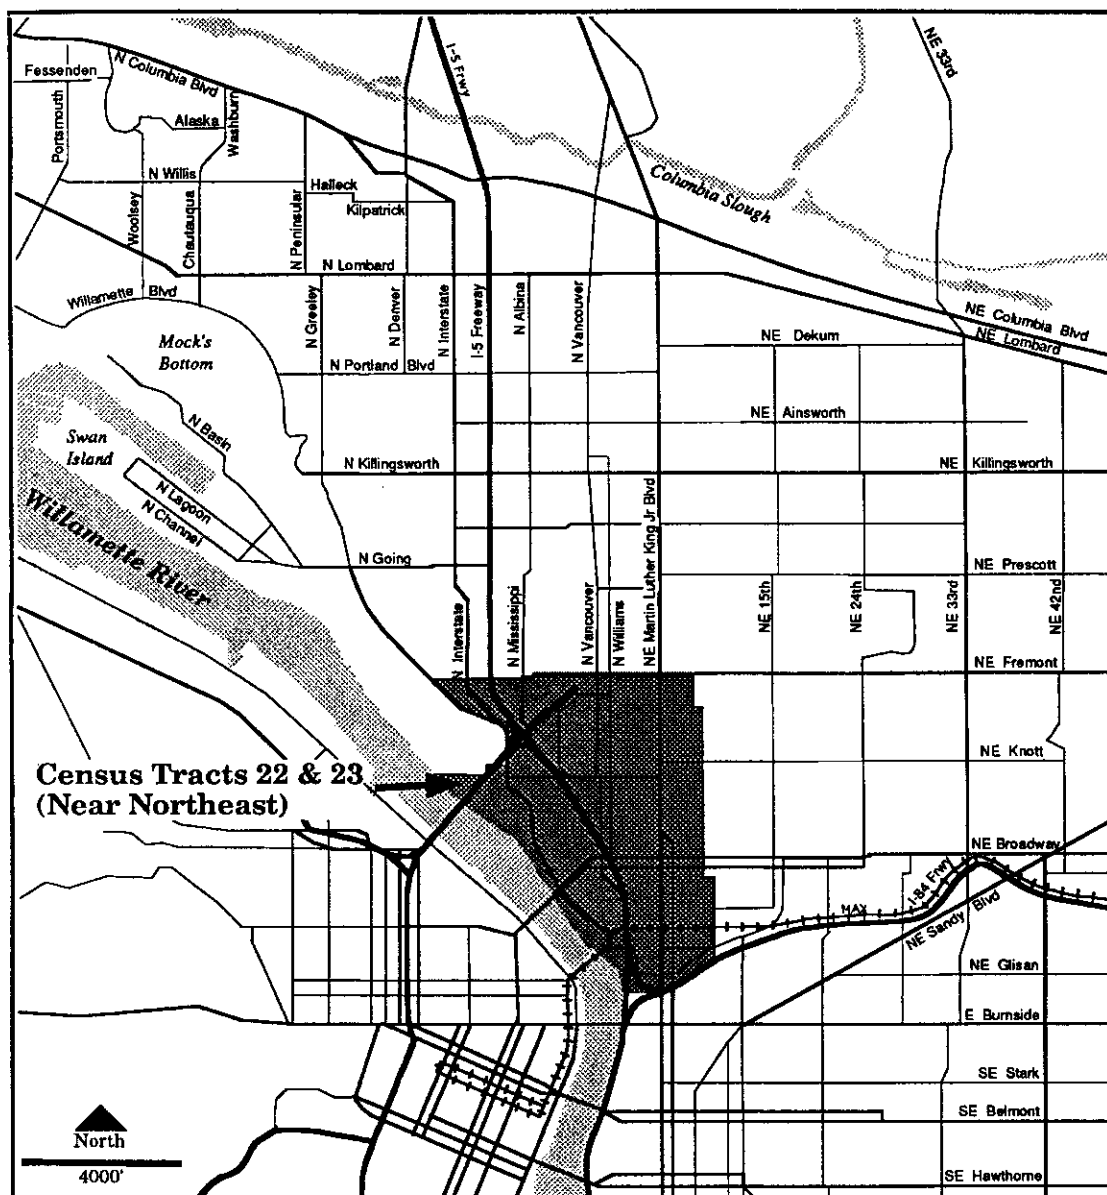 I-5 Frwy
NE 33rd
Fessenden
N Columbia Blvd
Portsmouth
Alaska
Washburn
N Willis
Halleck
Kilpatrick
Columbia Slough
Woolsey
Chautauqua
N Peninsular
N Lombard
Willamette Blvd
N Greeley
N Denver
N Interstate
I-5 Freeway
N Albina
N Vancouver
NE Columbia Blvd
NE Lombard
NE Dekum
Mock's
Bottom
N Portland Blvd
NE Ainsworth
N Basin
Swan
Island
N Killingsworth
NE Killingsworth
N Lagoon
N Channel
Willamette River
NE Martin Luther King Jr Blvd
N Going
NE Prescott
N Interstate
N Mississippi
N Vancouver
N Williams
NE 15th
NE 24th
NE 33rd
NE 42nd
NE Fremont
NE Knott
Census Tracts 22 & 23
(Near Northeast)
NE Broadway
I-84 Frwy
MAX
NE Sandy Blvd
NE Glisan
E Burnside
SE Stark
SE Belmont
North
4000'
SE Hawthorne